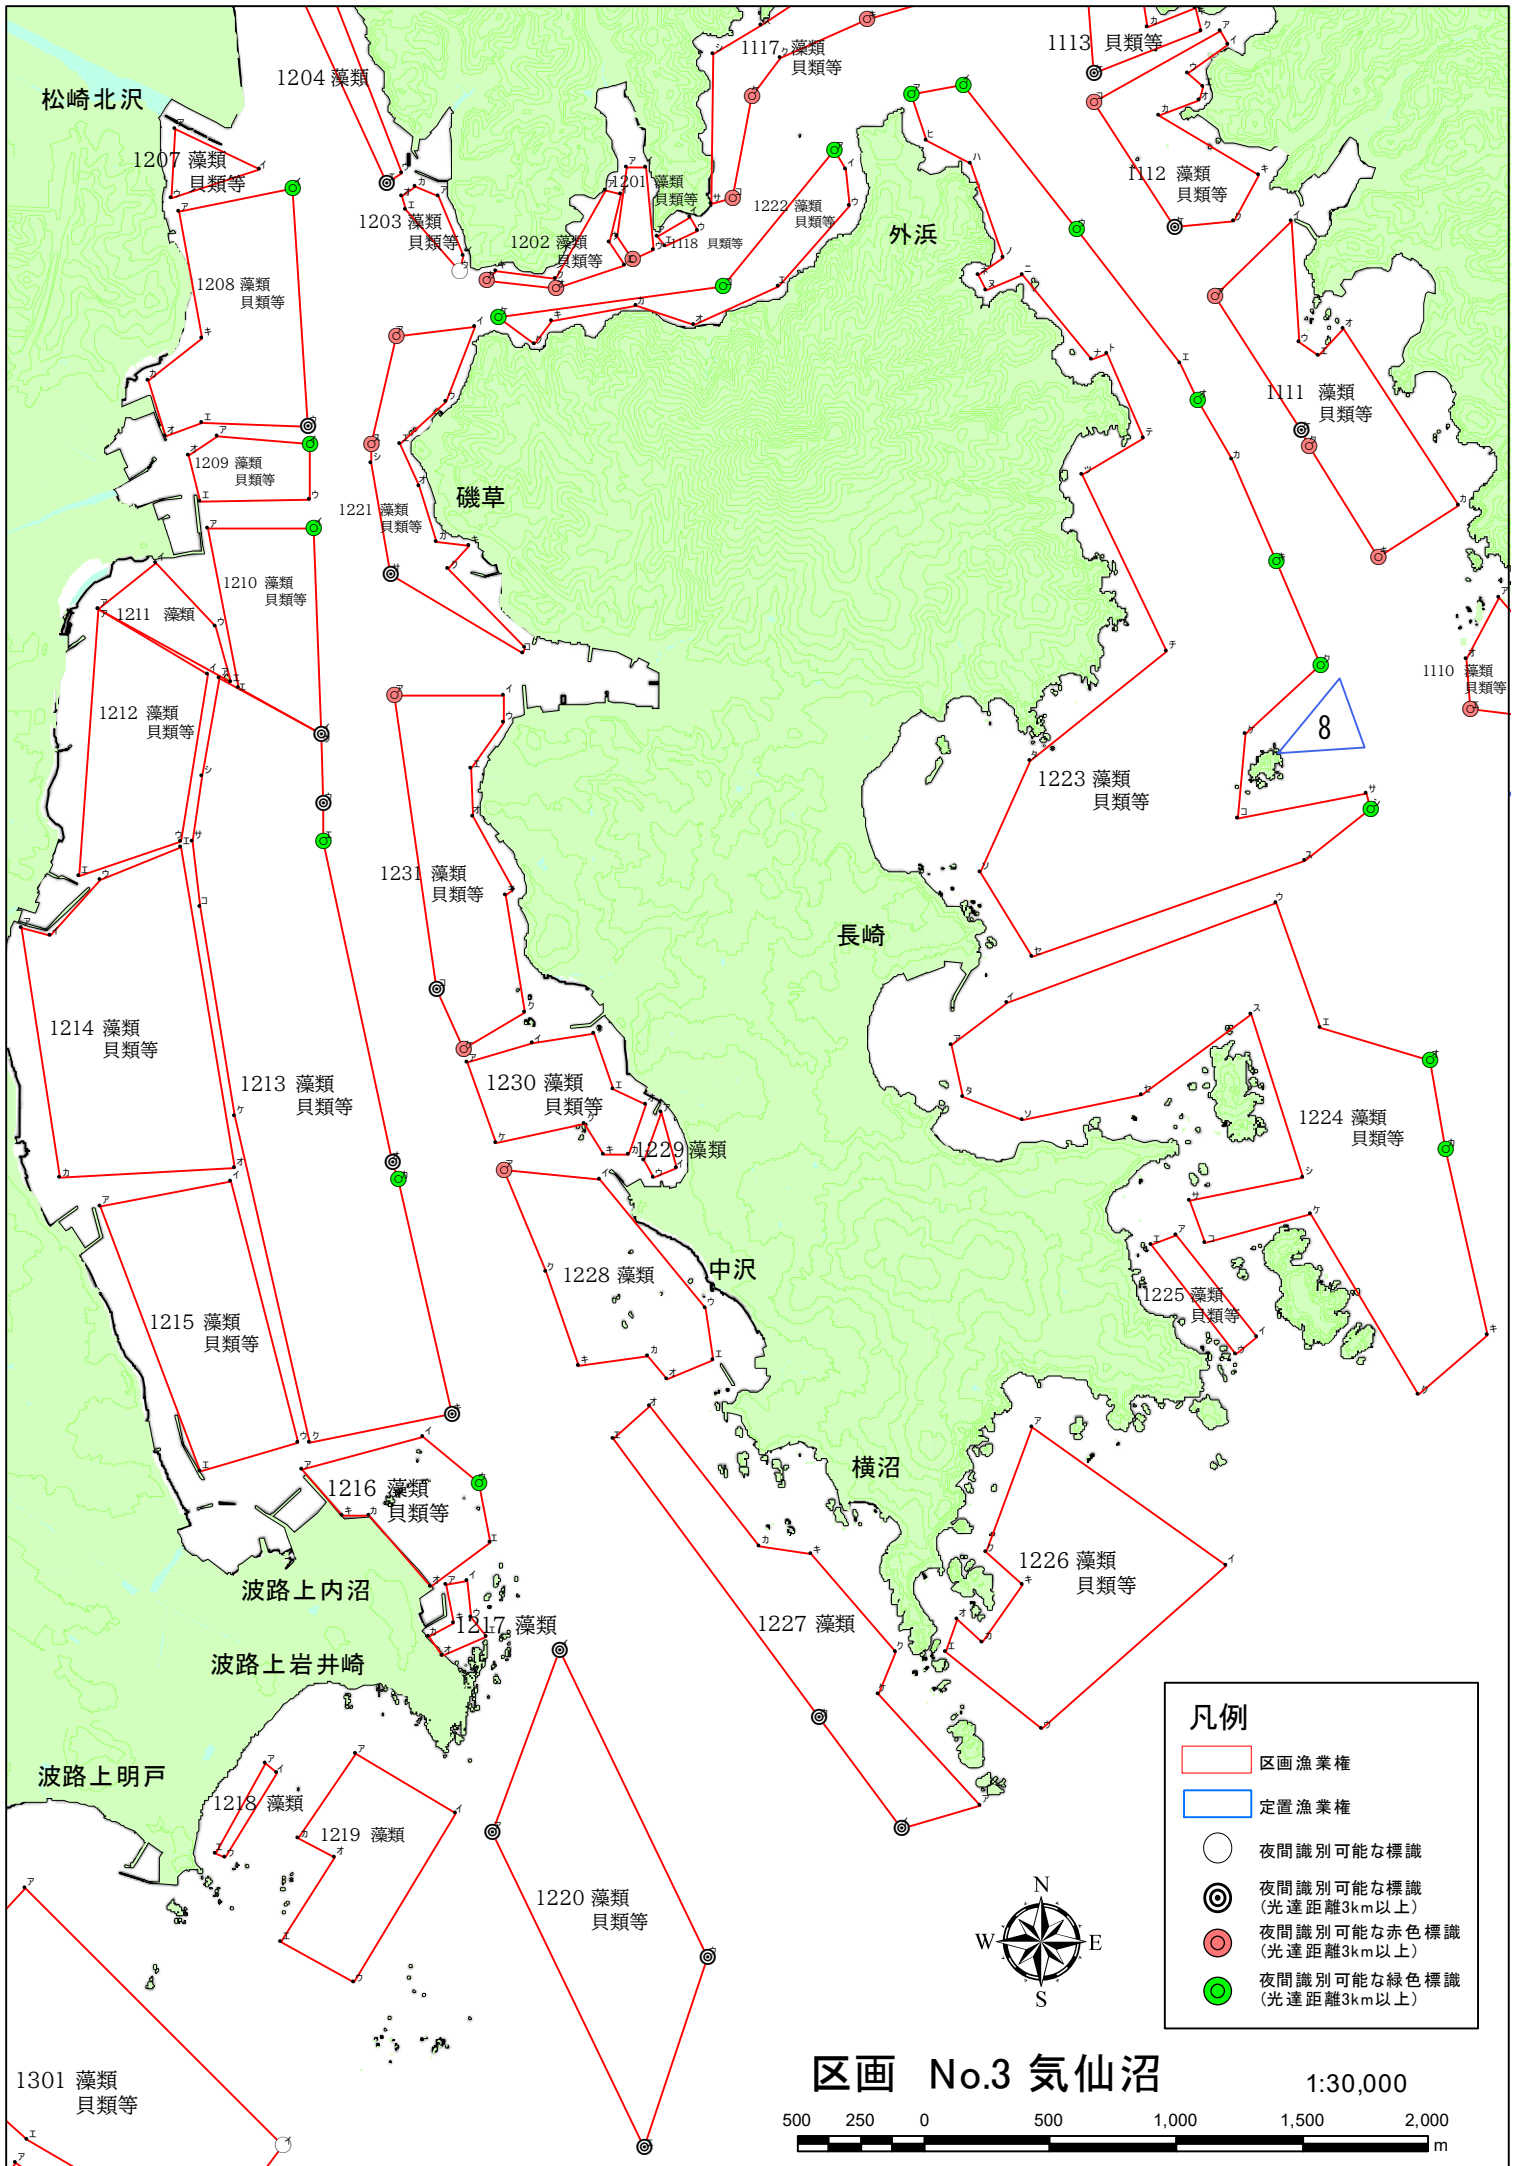 松崎北沢
1204 藻類
1117 藻類
貝類等
1113 貝類等
1207 藻類
貝類等
1203 藻類
貝類等
1201 藻類
貝類等
1202 藻類
貝類等
1118 貝類等
1222 藻類
貝類等
1112 藻類
貝類等
外浜
1208 藻類
貝類等
1111 藻類
貝類等
1209 藻類
貝類等
磯草
1221 藻類
貝類等
1210 藻類
貝類等
1211 藻類
1110 藻類
貝類等
1212 藻類
貝類等
8
1223 藻類
貝類等
1231 藻類
貝類等
長崎
1214 藻類
貝類等
1213 藻類
貝類等
1230 藻類
貝類等
1229 藻類
1224 藻類
貝類等
1228 藻類
中沢
1225 藻類
貝類等
1215 藻類
貝類等
横沼
1216 藻類
貝類等
1226 藻類
貝類等
波路上内沼
1217 藻類
1227 藻類
波路上岩井崎
波路上明戸
1218 藻類
1219 藻類
1220 藻類
貝類等
1301 藻類
貝類等
凡例
区画漁業権
定置漁業権
夜間識別可能な標識
夜間識別可能な標識
(光達距離3km以上)
夜間識別可能な赤色標識
(光達距離3km以上)
夜間識別可能な緑色標識
(光達距離3km以上)
N
W E
S
区画 No.3 気仙沼
1:30,000
500 250 0 500 1,000 1,500 2,000
m